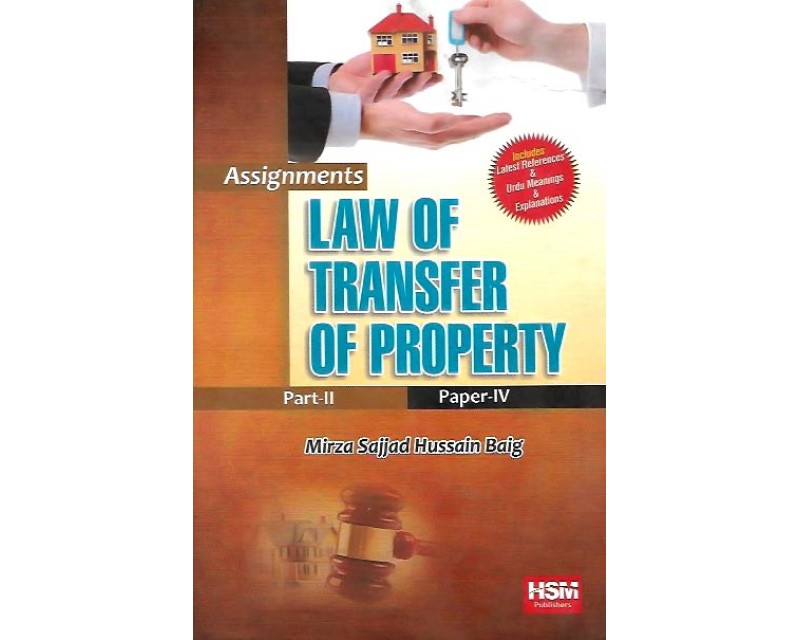 Includes
Latest References
&
Urdu Meanings
&
Explanations
Assignments
LAW OF
TRANSFER
OF PROPERTY
Part-II
Paper-IV
Mirza Sajjad Hussain Baig
HSM
Publishers